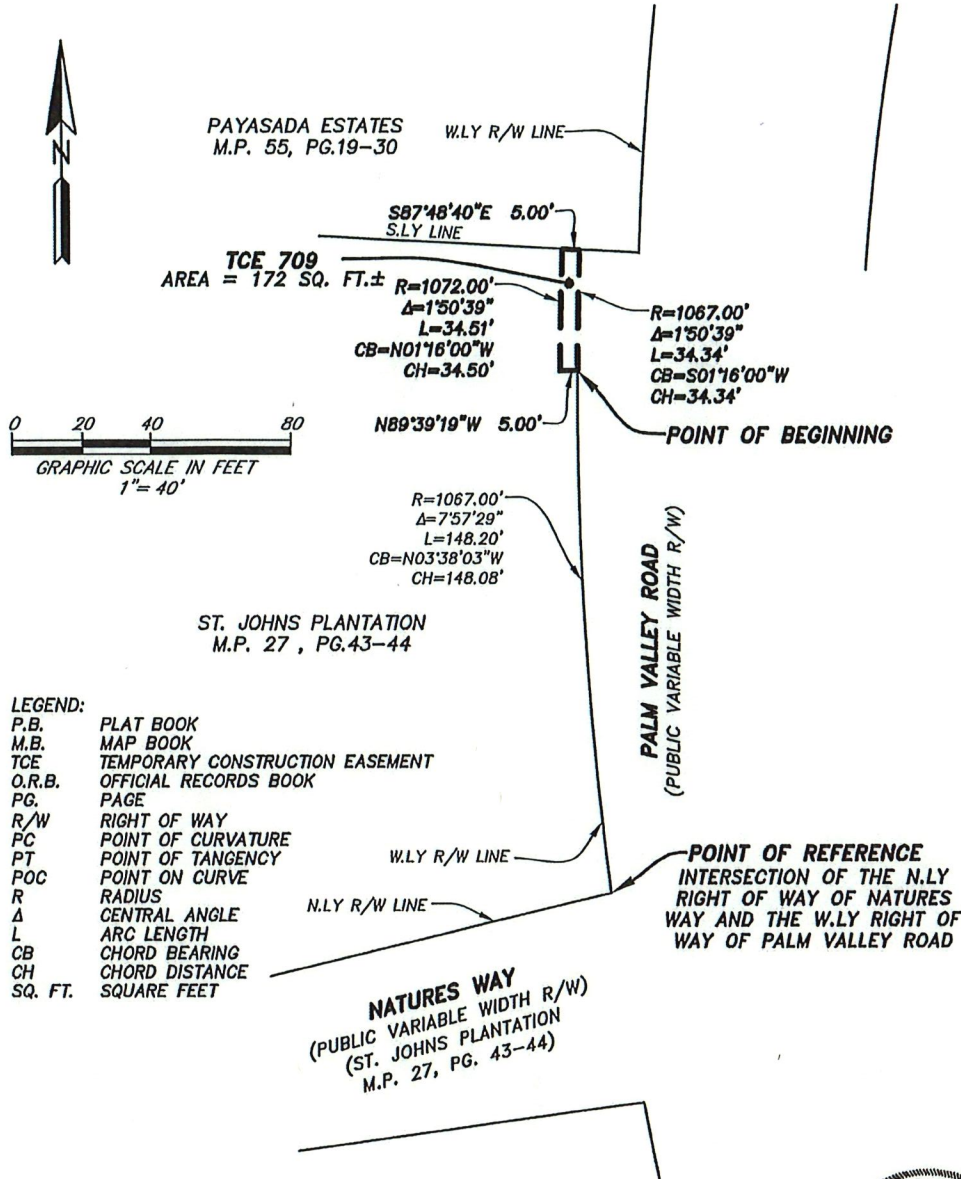 N
PAYASADA ESTATES
M.P. 55, PG.19-30
W.LY R/W LINE
S87°48'40"E 5.00'
S.LY LINE
TCE 709
AREA = 172 SQ. FT.±
R=1072.00'
Δ=1°50'39"
L=34.51'
CB=N01°16'00"W
CH=34.50'
R=1067.00'
Δ=1°50'39"
L=34.34'
CB=S01°16'00"W
CH=34.34'
N89°39'19"W 5.00'
POINT OF BEGINNING
0 20 40 80
GRAPHIC SCALE IN FEET
1"= 40'
R=1067.00'
Δ=7°57'29"
L=148.20'
CB=N03°38'03"W
CH=148.08'
PALM VALLEY ROAD
(PUBLIC VARIABLE WIDTH R/W)
ST. JOHNS PLANTATION
M.P. 27 , PG.43-44
LEGEND:
P.B. PLAT BOOK
M.B. MAP BOOK
TCE TEMPORARY CONSTRUCTION EASEMENT
O.R.B. OFFICIAL RECORDS BOOK
PG. PAGE
R/W RIGHT OF WAY
PC POINT OF CURVATURE
PT POINT OF TANGENCY
POC POINT ON CURVE
R RADIUS
Δ CENTRAL ANGLE
L ARC LENGTH
CB CHORD BEARING
CH CHORD DISTANCE
SQ. FT. SQUARE FEET
W.LY R/W LINE
N.LY R/W LINE
POINT OF REFERENCE
INTERSECTION OF THE N.LY
RIGHT OF WAY OF NATURES
WAY AND THE W.LY RIGHT OF
WAY OF PALM VALLEY ROAD
NATURES WAY
(PUBLIC VARIABLE WIDTH R/W)
(ST. JOHNS PLANTATION
M.P. 27, PG. 43-44)